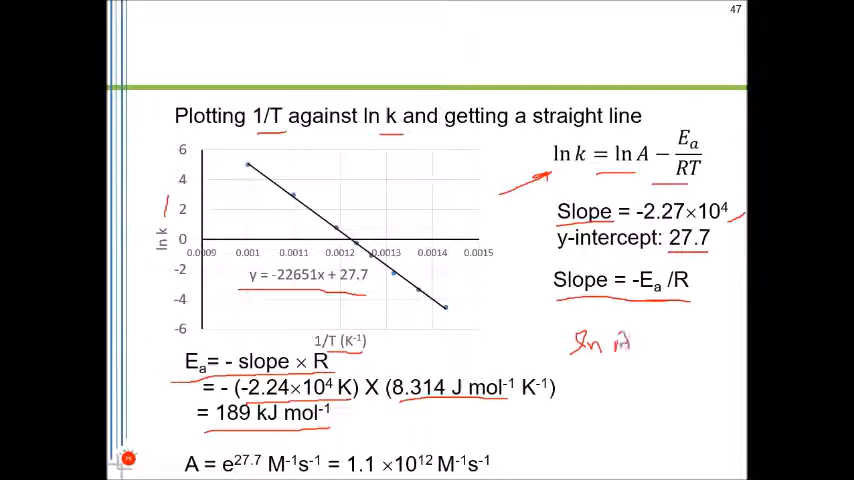 47
Plotting 1/T against ln k and getting a straight line
ln k = ln A − Ea/RT
6
4
2
0
-2
-4
-6
ln k
0.0009 0.001 0.0011 0.0012 0.0013 0.0014 0.0015
y = -22651x + 27.7
1/T (K⁻¹)
Slope = -2.27×10⁴
y-intercept: 27.7
Slope = -Eₐ /R
ln A
Eₐ= - slope × R
= - (-2.24×10⁴ K) X (8.314 J mol⁻¹ K⁻¹)
= 189 kJ mol⁻¹
A = e²⁷·⁷ M⁻¹s⁻¹ = 1.1 ×10¹² M⁻¹s⁻¹